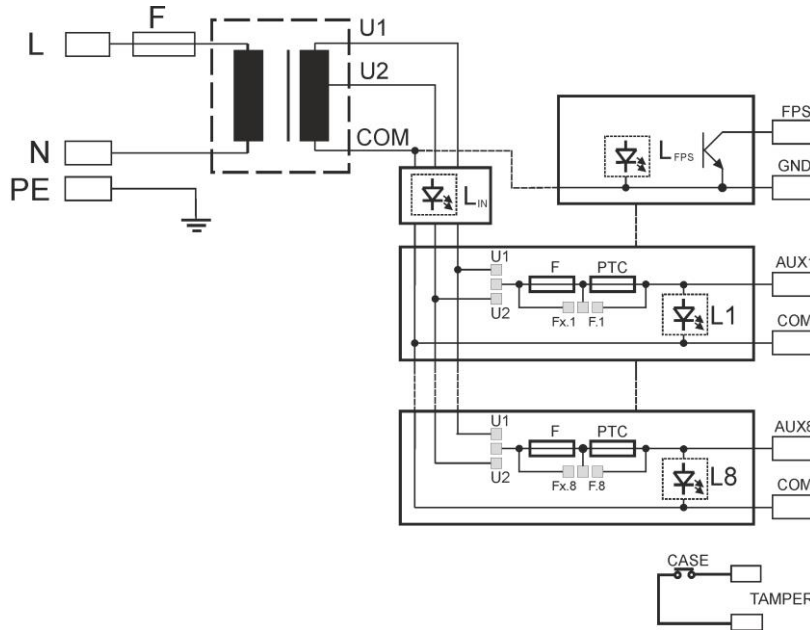 L
F
U1
U2
COM
N
PE
FPS
L FPS
GND
L IN
U1
F
PTC
AUX1
U2
Fx.1
F.1
L1
COM
U1
F
PTC
AUX8
U2
Fx.8
F.8
L8
COM
CASE
TAMPER